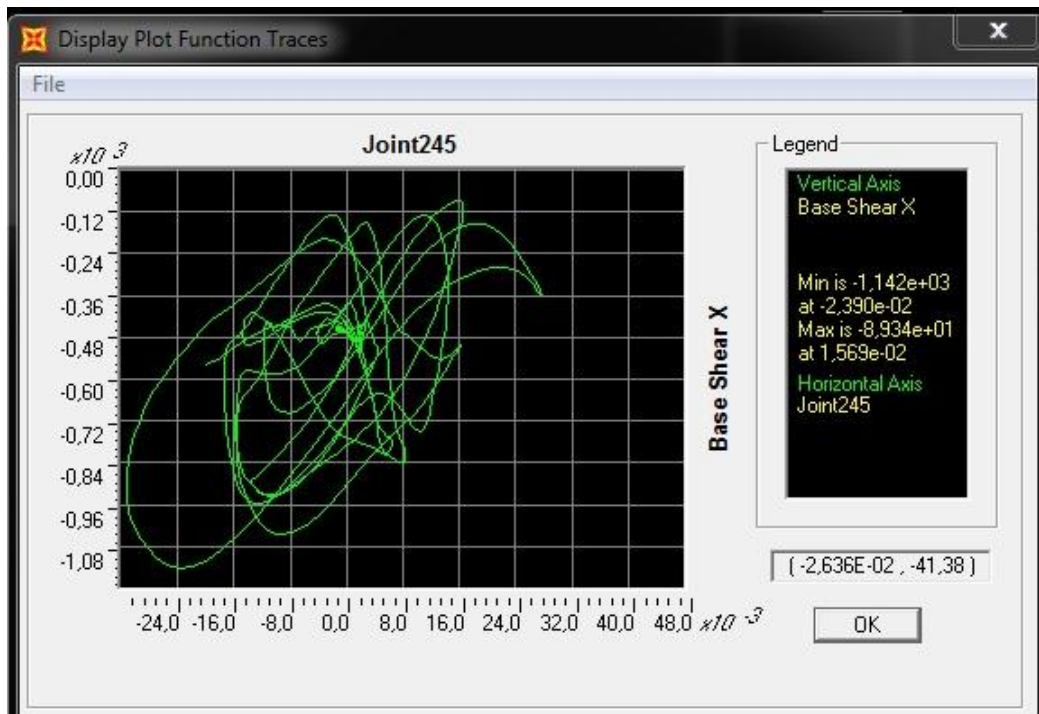 Display Plot Function Traces
x
File
Joint245
Legend
x10 3
0,00
-0,12
-0,24
-0,36
-0,48
-0,60
-0,72
-0,84
-0,96
-1,08
Base Shear X
Vertical Axis
Base Shear X
Min is -1,142e+03
at -2,390e-02
Max is -8,934e+01
at 1,569e-02
Horizontal Axis
Joint245
-24,0 -16,0 -8,0 0,0 8,0 16,0 24,0 32,0 40,0 48,0 x10 -3
( -2,636E-02 , -41,38 )
OK